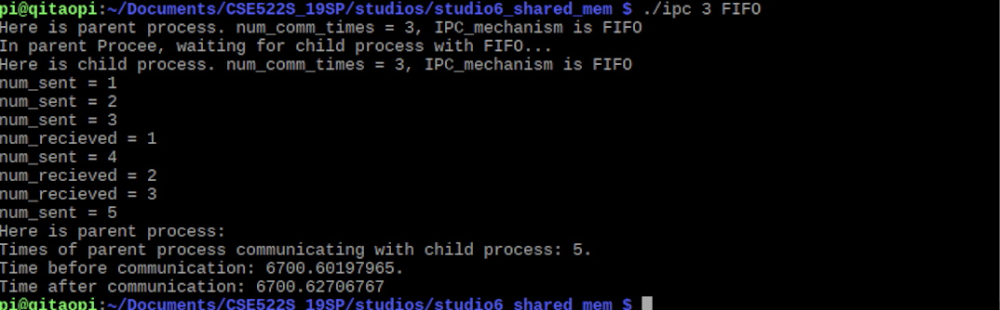 pi@qitaopi:~/Documents/CSE522S_19SP/studios/studio6_shared_mem $ ./ipc 3 FIFO
Here is parent process. num_comm_times = 3, IPC_mechanism is FIFO
In parent Procee, waiting for child process with FIFO...
Here is child process. num_comm_times = 3, IPC_mechanism is FIFO
num_sent = 1
num_sent = 2
num_sent = 3
num_recieved = 1
num_sent = 4
num_recieved = 2
num_recieved = 3
num_sent = 5
Here is parent process:
Times of parent process communicating with child process: 5.
Time before communication: 6700.60197965.
Time after communication: 6700.62706767
pi@qitaopi:~/Documents/CSE522S_19SP/studios/studio6_shared_mem $